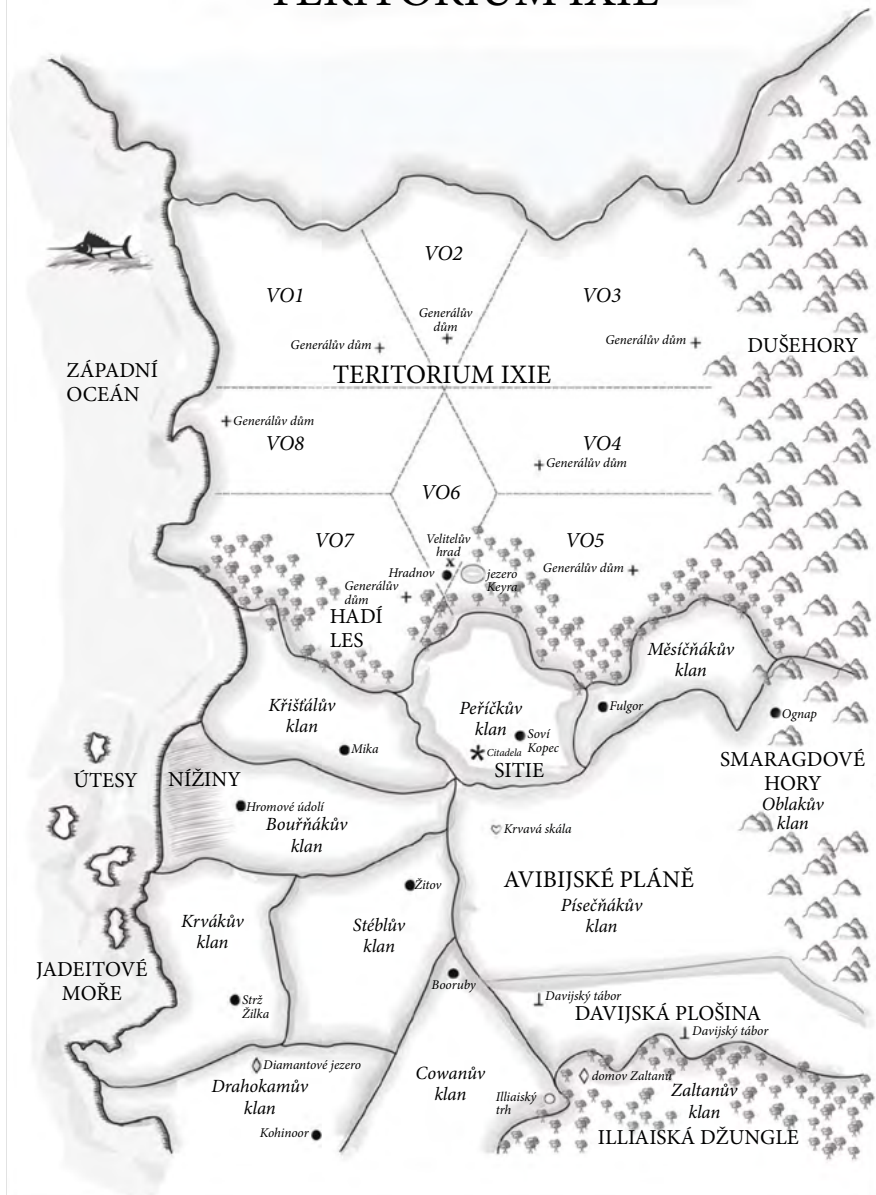 TERITORIUM IXIE
VO2
VO1
VO3
Generálův
dům
Generálův dům
Generálův dům
DUŠEHORY
ZÁPADNÍ
OCEÁN
TERITORIUM IXIE
Generálův dům
VO8
VO4
Generálův dům
VO6
VO7
Velitelův
hrad
x
VO5
Hradnov
jezero
Keyra
Generálův dům
Generálův
dům
HADÍ
LES
Měsíčňákův
klan
Křišťálův
klan
Peříčkův
klan
Fulgor
Ognap
Soví
Kopec
Mika
Citadela
SITIE
SMARAGDOVÉ
HORY
Oblakův
klan
ÚTESY
NÍŽINY
Hromové údolí
Bouřňákův
klan
Krvavá skála
AVIBIJSKÉ PLÁNĚ
Písečňákův
klan
Žitov
Krvákův
klan
Stéblův
klan
JADEITOVÉ
MOŘE
Booruby
Strž
Žilka
Davijský tábor
DAVIJSKÁ PLOŠINA
Davijský tábor
Diamantové jezero
Drahokamův
klan
Cowanův
klan
domov Zaltanů
Illiaiský
trh
Zaltanův
klan
Kohinoor
ILLIAISKÁ DŽUNGLE